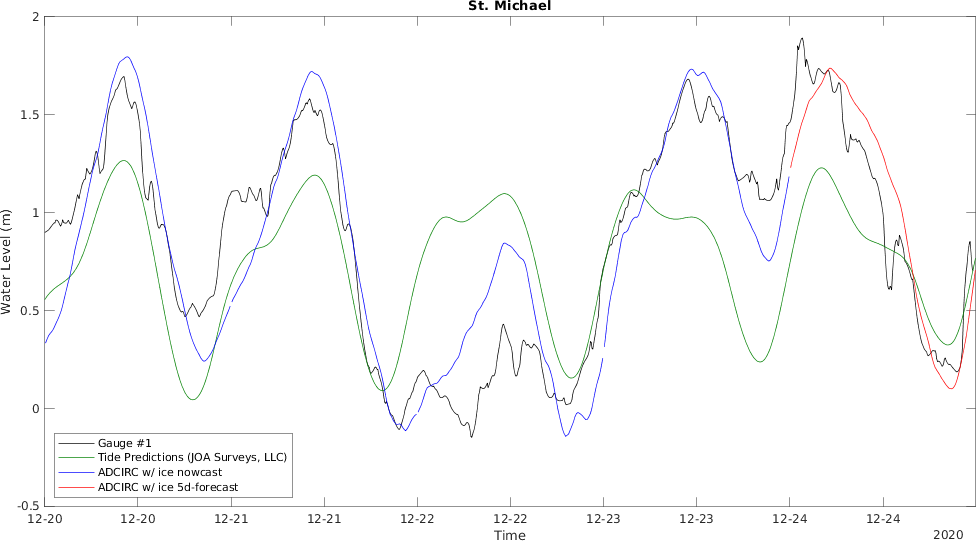 St. Michael
2
1.5
1
0.5
0
-0.5
Water Level (m)
Gauge #1
Tide Predictions (JOA Surveys, LLC)
ADCIRC w/ ice nowcast
ADCIRC w/ ice 5d-forecast
12-20 12-20 12-21 12-21 12-22 12-22 12-23 12-23 12-24 12-24
Time
2020